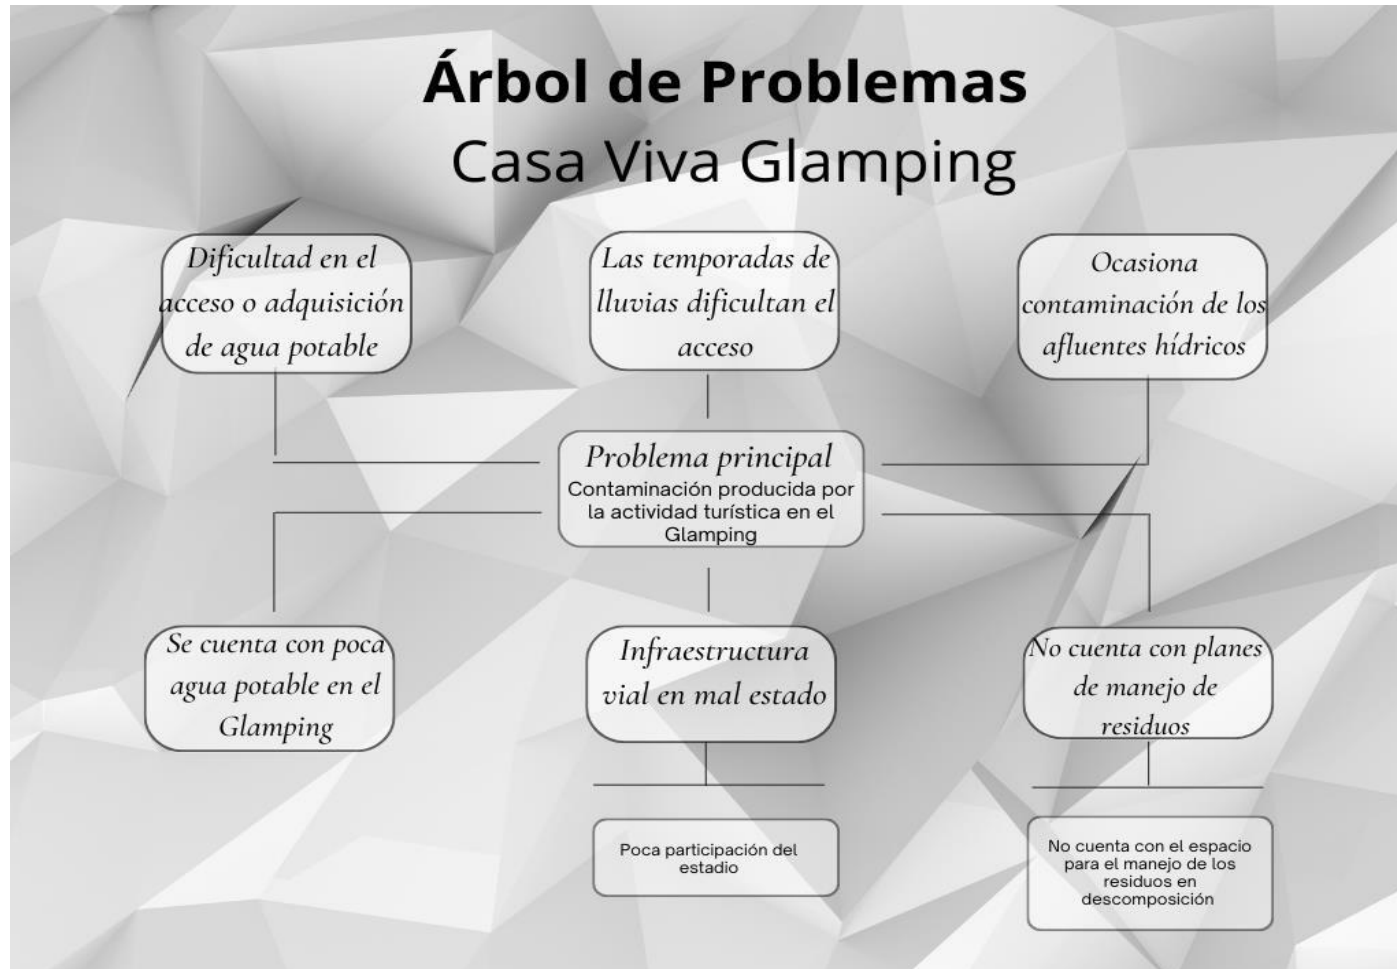 Árbol de Problemas
Casa Viva Glamping
Dificultad en el
acceso o adquisición
de agua potable
Las temporadas de
lluvias dificultan el
acceso
Ocasiona
contaminación de los
afluentes hídricos
Problema principal
Contaminación producida por
la actividad turística en el
Glamping
Se cuenta con poca
agua potable en el
Glamping
Infraestructura
vial en mal estado
No cuenta con planes
de manejo de
residuos
Poca participación del
estadio
No cuenta con el espacio
para el manejo de los
residuos en
descomposición